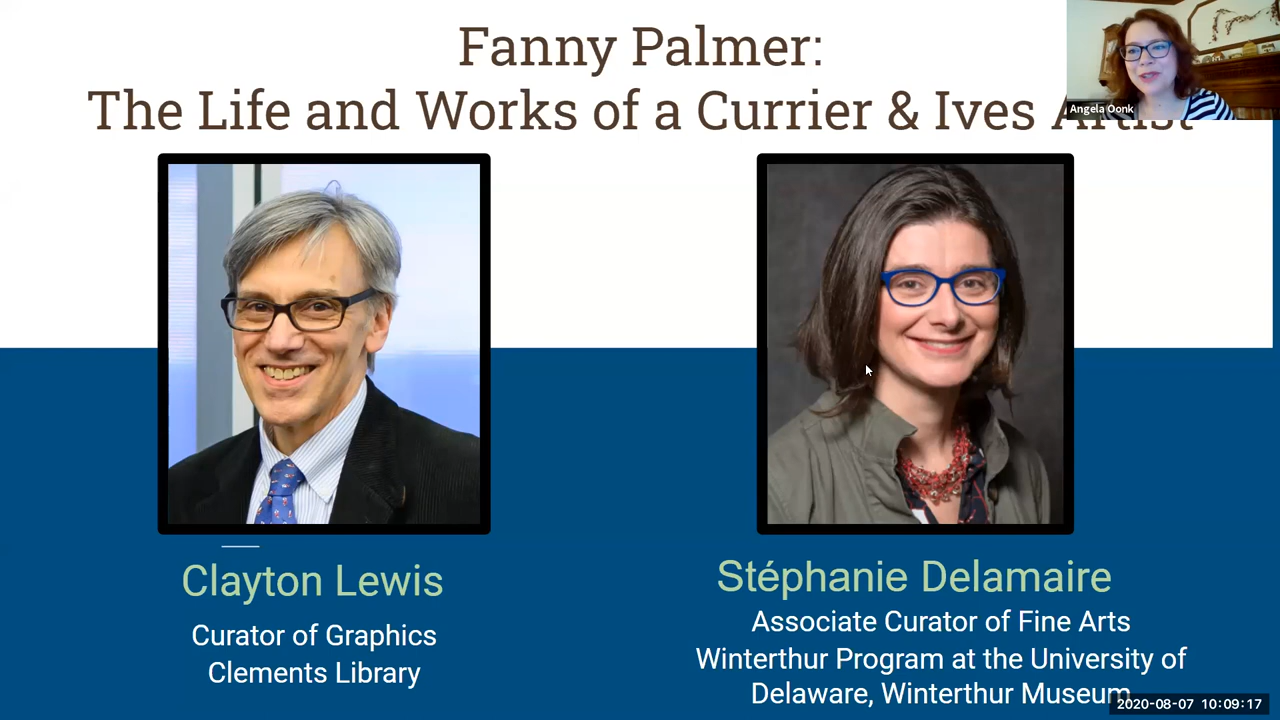 Fanny Palmer:
The Life and Works of a Currier & Ives Artist
Angela Oonk
Clayton Lewis
Curator of Graphics
Clements Library
Stéphanie Delamaire
Associate Curator of Fine Arts
Winterthur Program at the University of
Delaware, Winterthur Museum
2020-08-07 10:09:17